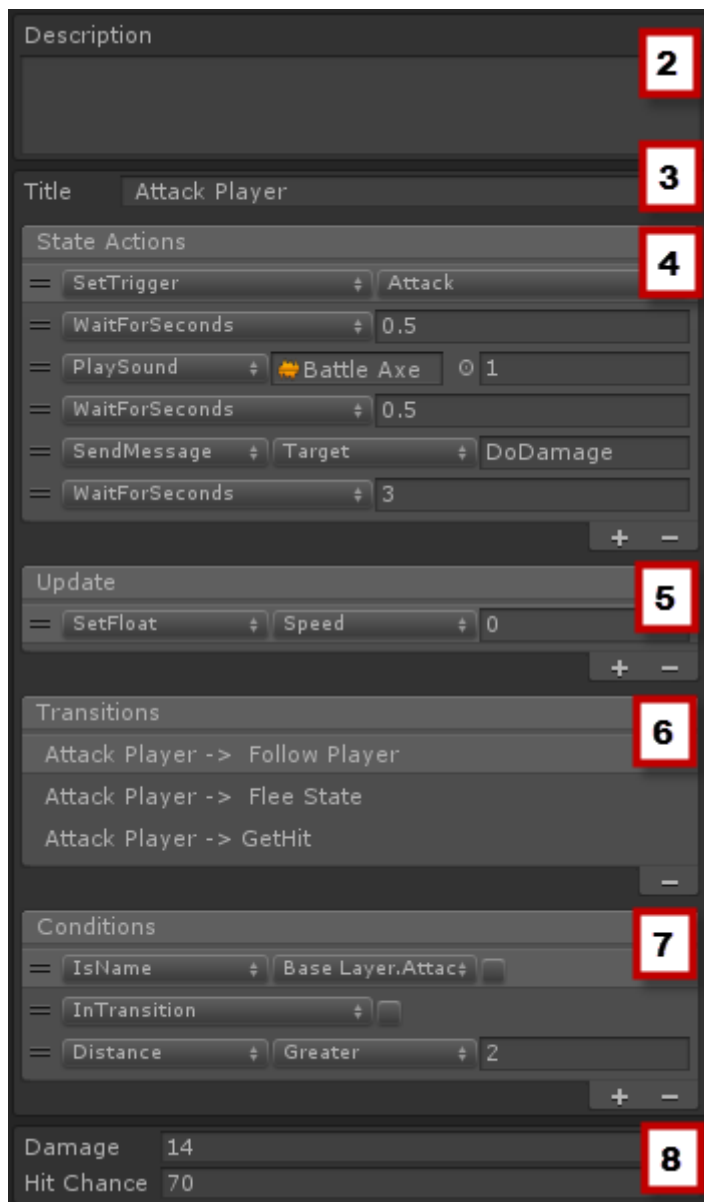 Description
2
3
Title Attack Player
State Actions
4
SetTrigger Attack
WaitForSeconds 0.5
PlaySound Battle Axe 1
WaitForSeconds 0.5
SendMessage Target DoDamage
WaitForSeconds 3
+ −
Update
5
SetFloat Speed 0
+ −
Transitions
6
Attack Player -> Follow Player
Attack Player -> Flee State
Attack Player -> GetHit
−
Conditions
7
IsName Base Layer.Attac
InTransition
Distance Greater 2
+ −
Damage 14
8
Hit Chance 70